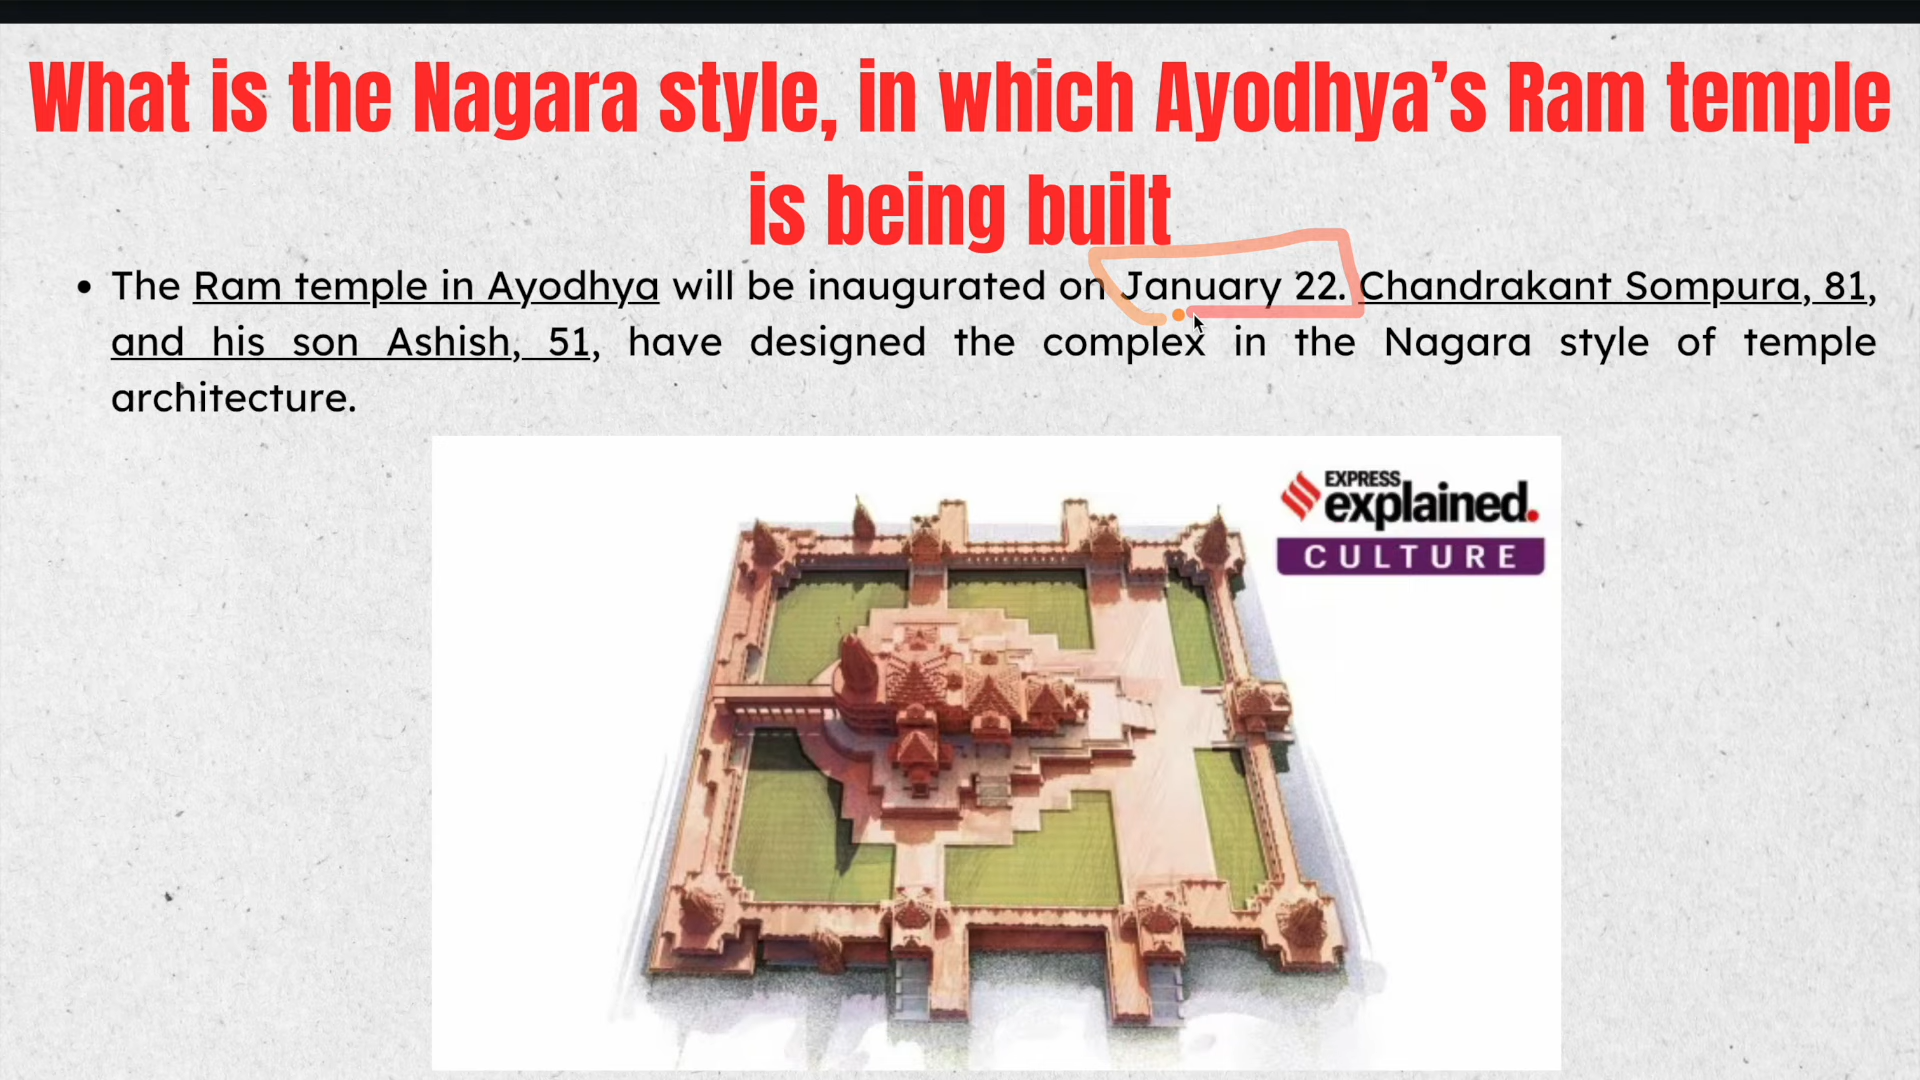 What is the Nagara style, in which Ayodhya’s Ram temple
is being built
• The Ram temple in Ayodhya will be inaugurated on January 22. Chandrakant Sompura, 81,
and his son Ashish, 51, have designed the complex in the Nagara style of temple
architecture.
EXPRESS
explained.
CULTURE